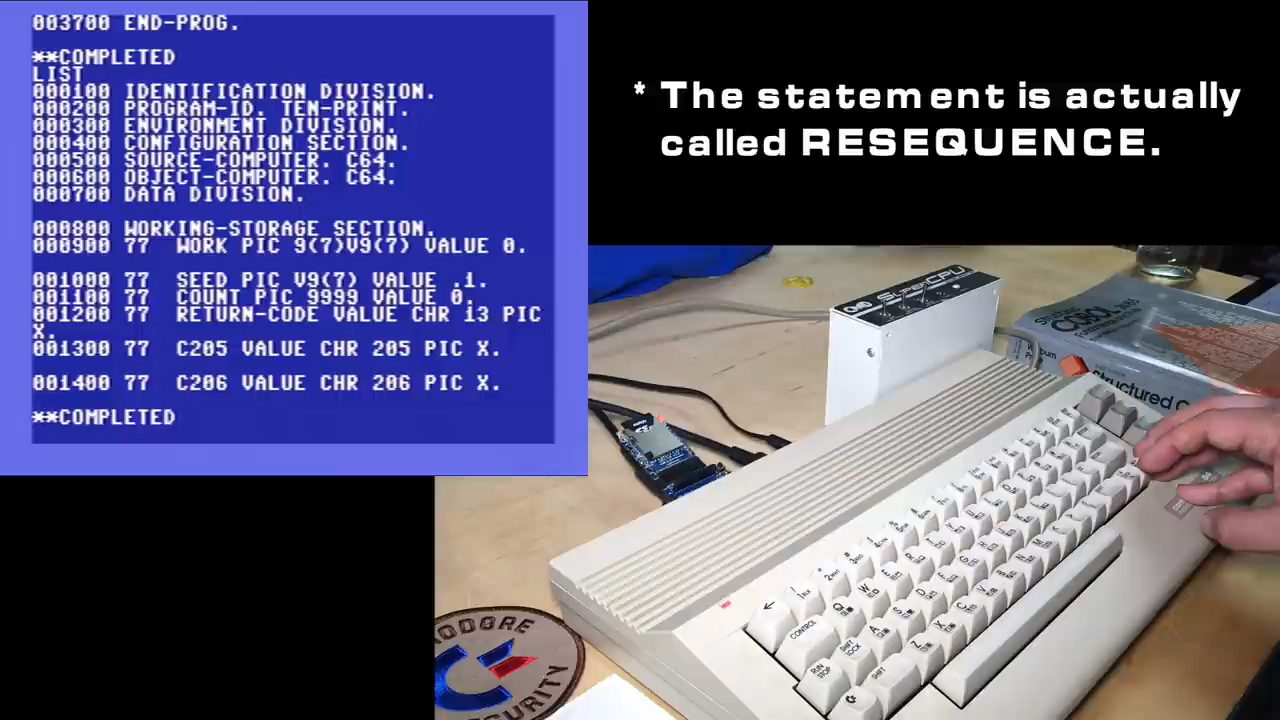 003700 END-PROG.
**COMPLETED
LIST
000100 IDENTIFICATION DIVISION.
000200 PROGRAM-ID. TEN-PRINT.
000300 ENVIRONMENT DIVISION.
000400 CONFIGURATION SECTION.
000500 SOURCE-COMPUTER. C64.
000600 OBJECT-COMPUTER. C64.
000700 DATA DIVISION.
000800 WORKING-STORAGE SECTION.
000900 77  WORK PIC 9(7)V9(7) VALUE 0.
001000 77  SEED PIC V9(7) VALUE .1.
001100 77  COUNT PIC 9999 VALUE 0.
001200 77  RETURN-CODE VALUE CHR 13 PIC
X.
001300 77  C205 VALUE CHR 205 PIC X.
001400 77  C206 VALUE CHR 206 PIC X.
**COMPLETED
* The statement is actually
called RESEQUENCE.
SUPERCPU
COBOL
Structured
CONTROL
SHIFT
LOCK
RUN
STOP
SHIFT